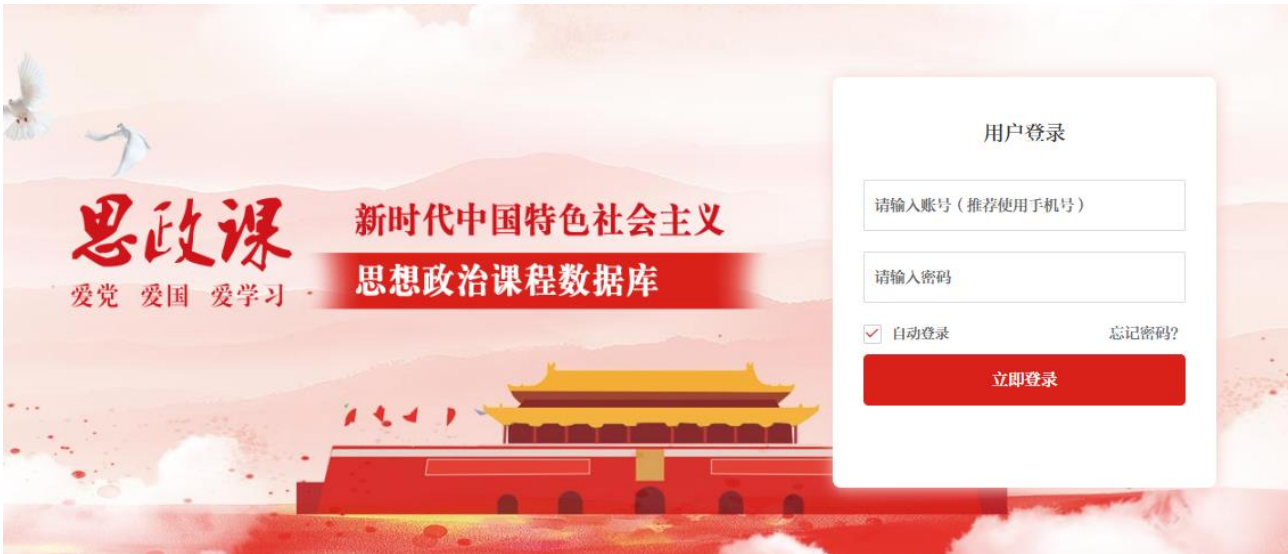 思政课
爱党 爱国 爱学习
新时代中国特色社会主义
思想政治课程数据库
用户登录
请输入账号(推荐使用手机号)
请输入密码
自动登录
忘记密码?
立即登录